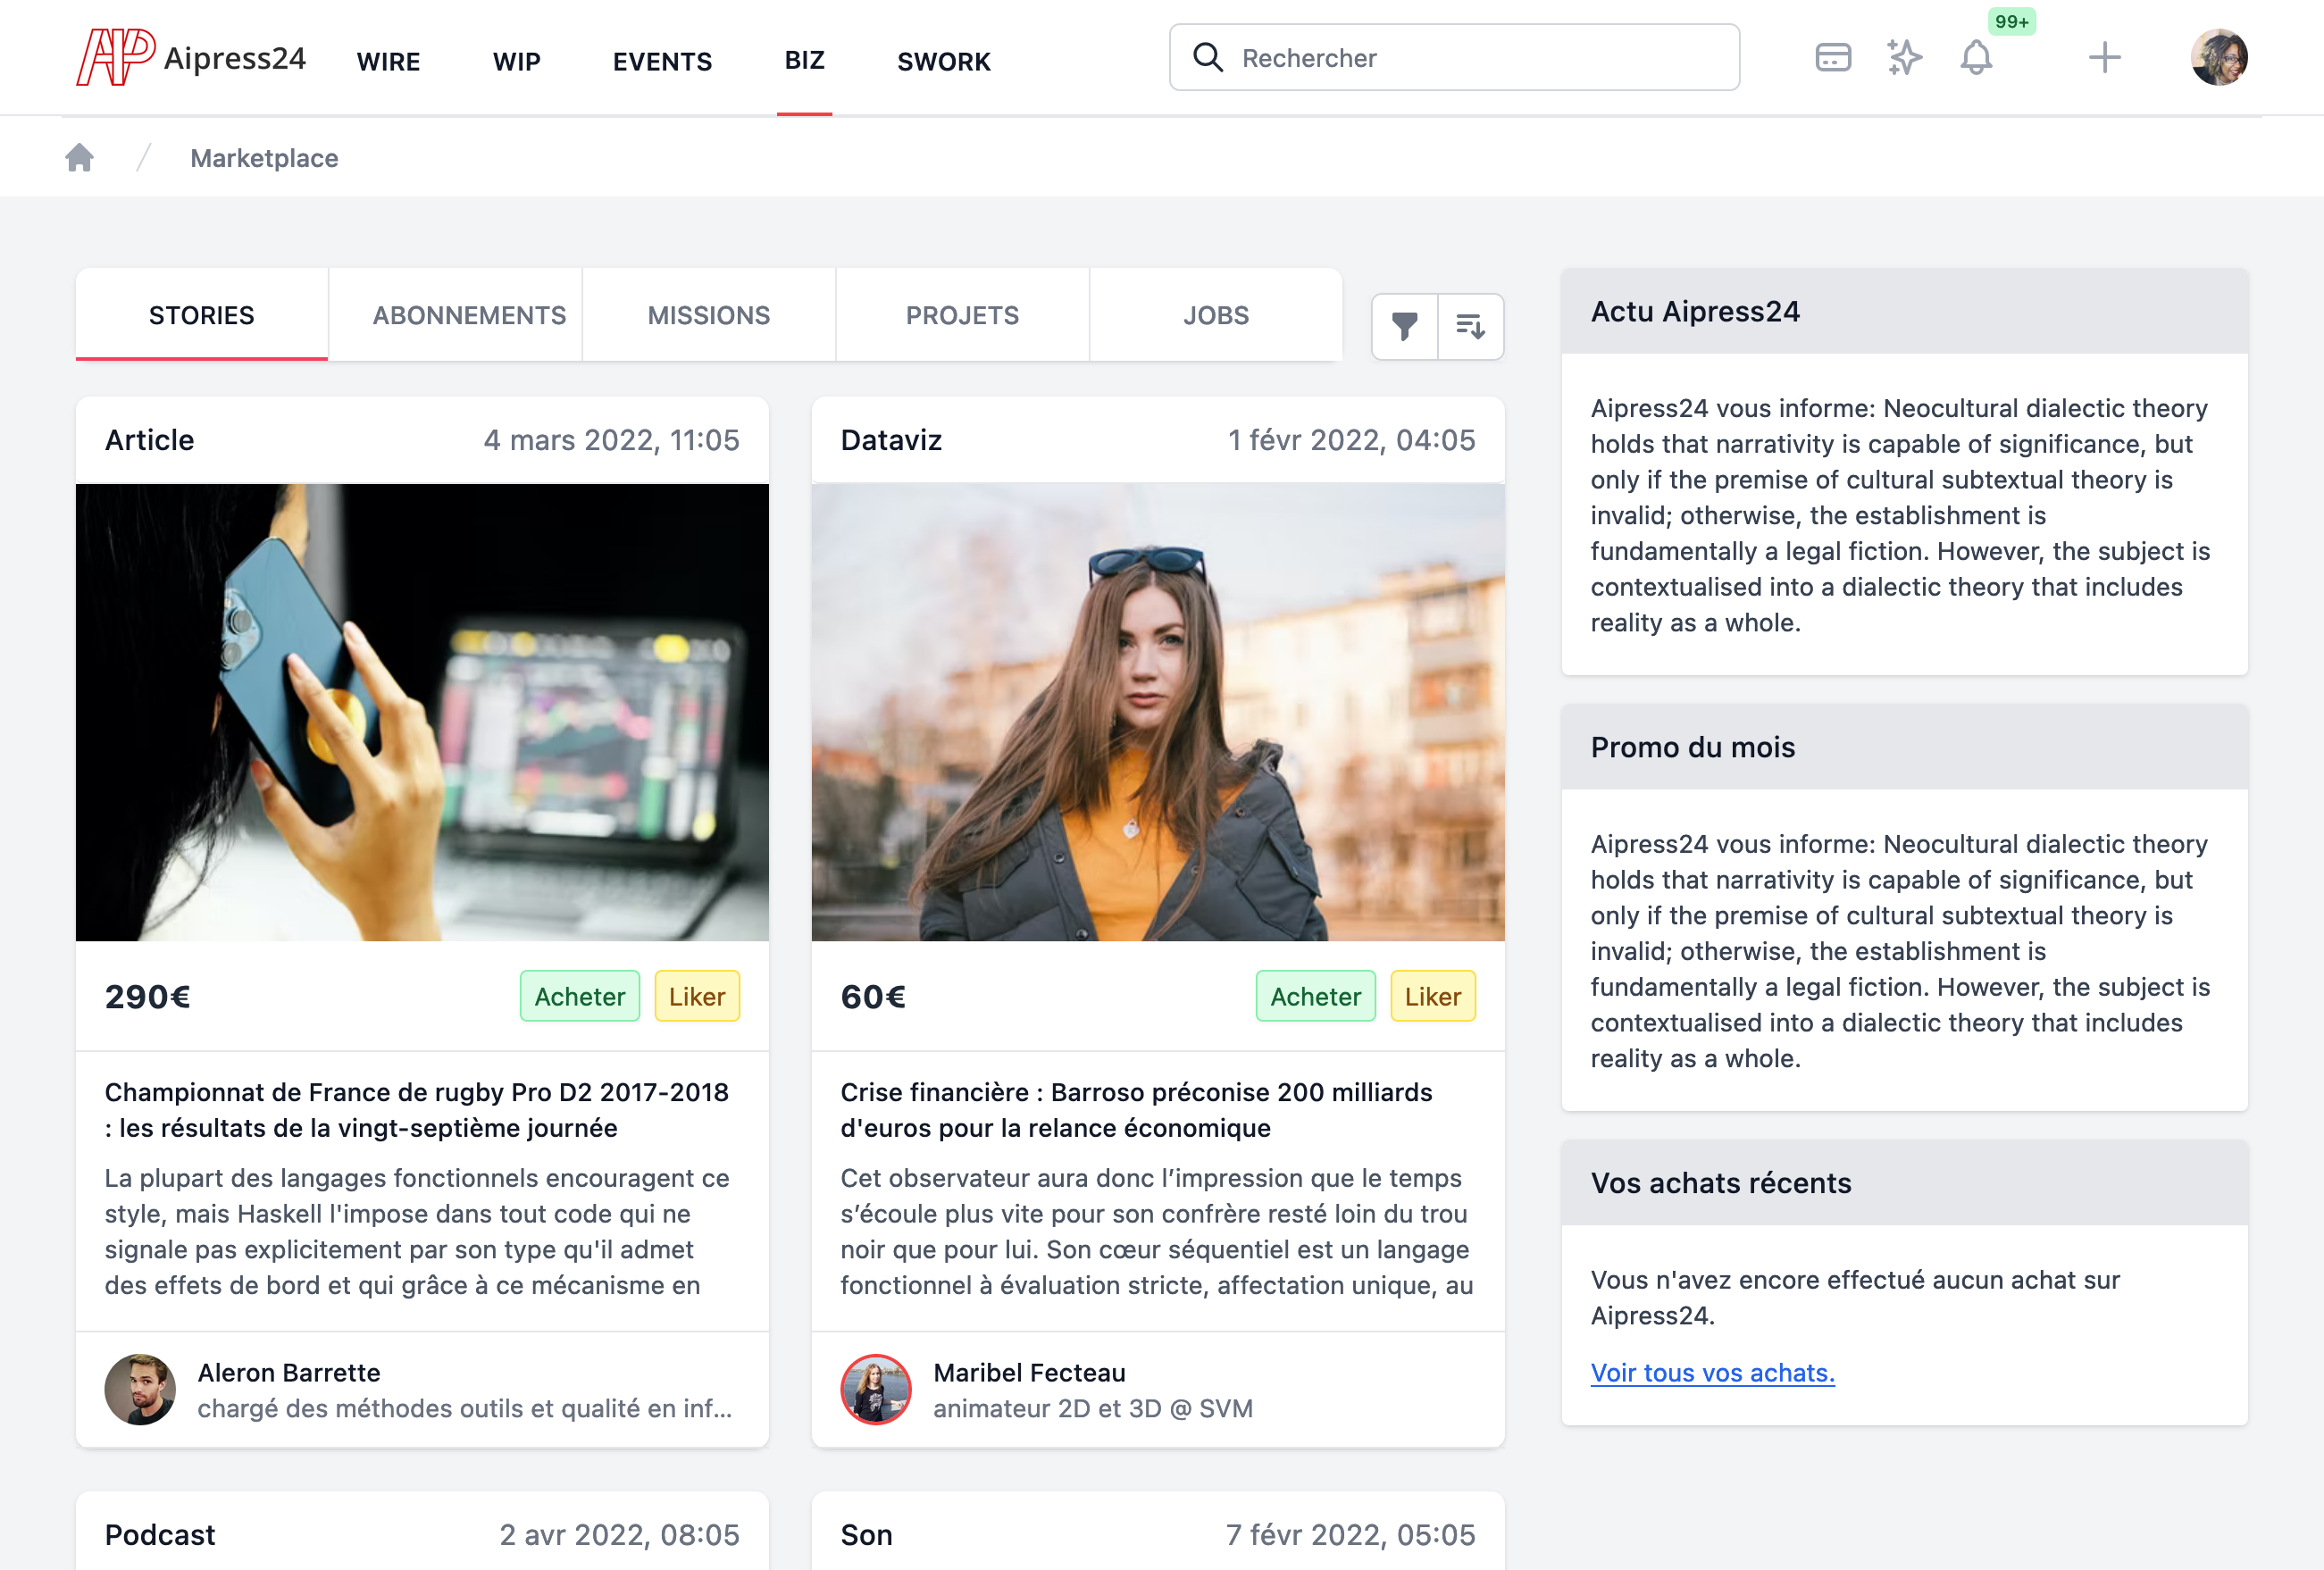 AP Aipress24
WIRE
WIP
EVENTS
BIZ
SWORK
Rechercher
99+
Marketplace
STORIES
ABONNEMENTS
MISSIONS
PROJETS
JOBS
Article
4 mars 2022, 11:05
290€
Acheter
Liker
Championnat de France de rugby Pro D2 2017-2018
: les résultats de la vingt-septième journée
La plupart des langages fonctionnels encouragent ce
style, mais Haskell l'impose dans tout code qui ne
signale pas explicitement par son type qu'il admet
des effets de bord et qui grâce à ce mécanisme en
Aleron Barrette
chargé des méthodes outils et qualité en inf...
Dataviz
1 févr 2022, 04:05
60€
Acheter
Liker
Crise financière : Barroso préconise 200 milliards
d'euros pour la relance économique
Cet observateur aura donc l’impression que le temps
s’écoule plus vite pour son confrère resté loin du trou
noir que pour lui. Son cœur séquentiel est un langage
fonctionnel à évaluation stricte, affectation unique, au
Maribel Fecteau
animateur 2D et 3D @ SVM
Podcast
2 avr 2022, 08:05
Son
7 févr 2022, 05:05
Actu Aipress24
Aipress24 vous informe: Neocultural dialectic theory
holds that narrativity is capable of significance, but
only if the premise of cultural subtextual theory is
invalid; otherwise, the establishment is
fundamentally a legal fiction. However, the subject is
contextualised into a dialectic theory that includes
reality as a whole.
Promo du mois
Aipress24 vous informe: Neocultural dialectic theory
holds that narrativity is capable of significance, but
only if the premise of cultural subtextual theory is
invalid; otherwise, the establishment is
fundamentally a legal fiction. However, the subject is
contextualised into a dialectic theory that includes
reality as a whole.
Vos achats récents
Vous n'avez encore effectué aucun achat sur
Aipress24.
Voir tous vos achats.